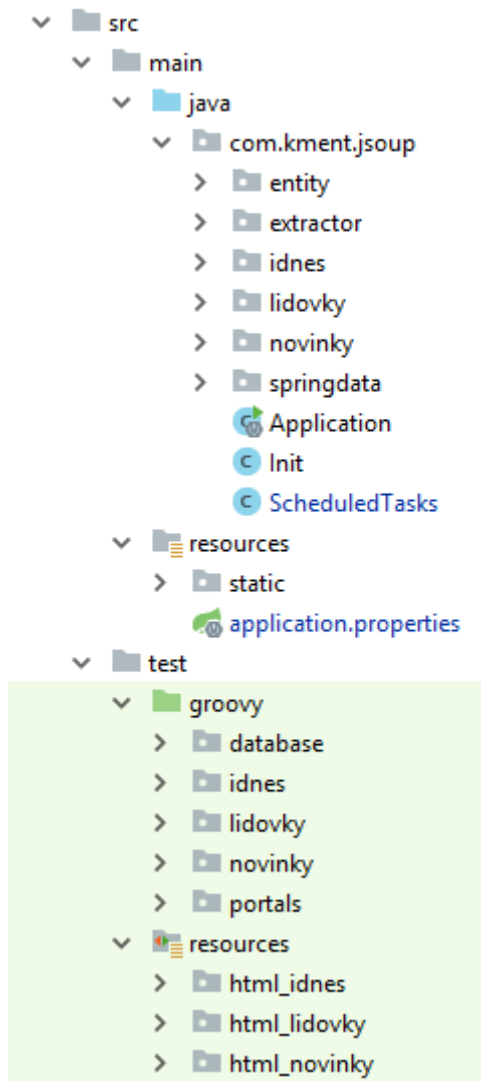 src
main
java
com.kment.jsoup
entity
extractor
idnes
lidovky
novinky
springdata
Application
Init
ScheduledTasks
resources
static
application.properties
test
groovy
database
idnes
lidovky
novinky
portals
resources
html_idnes
html_lidovky
html_novinky